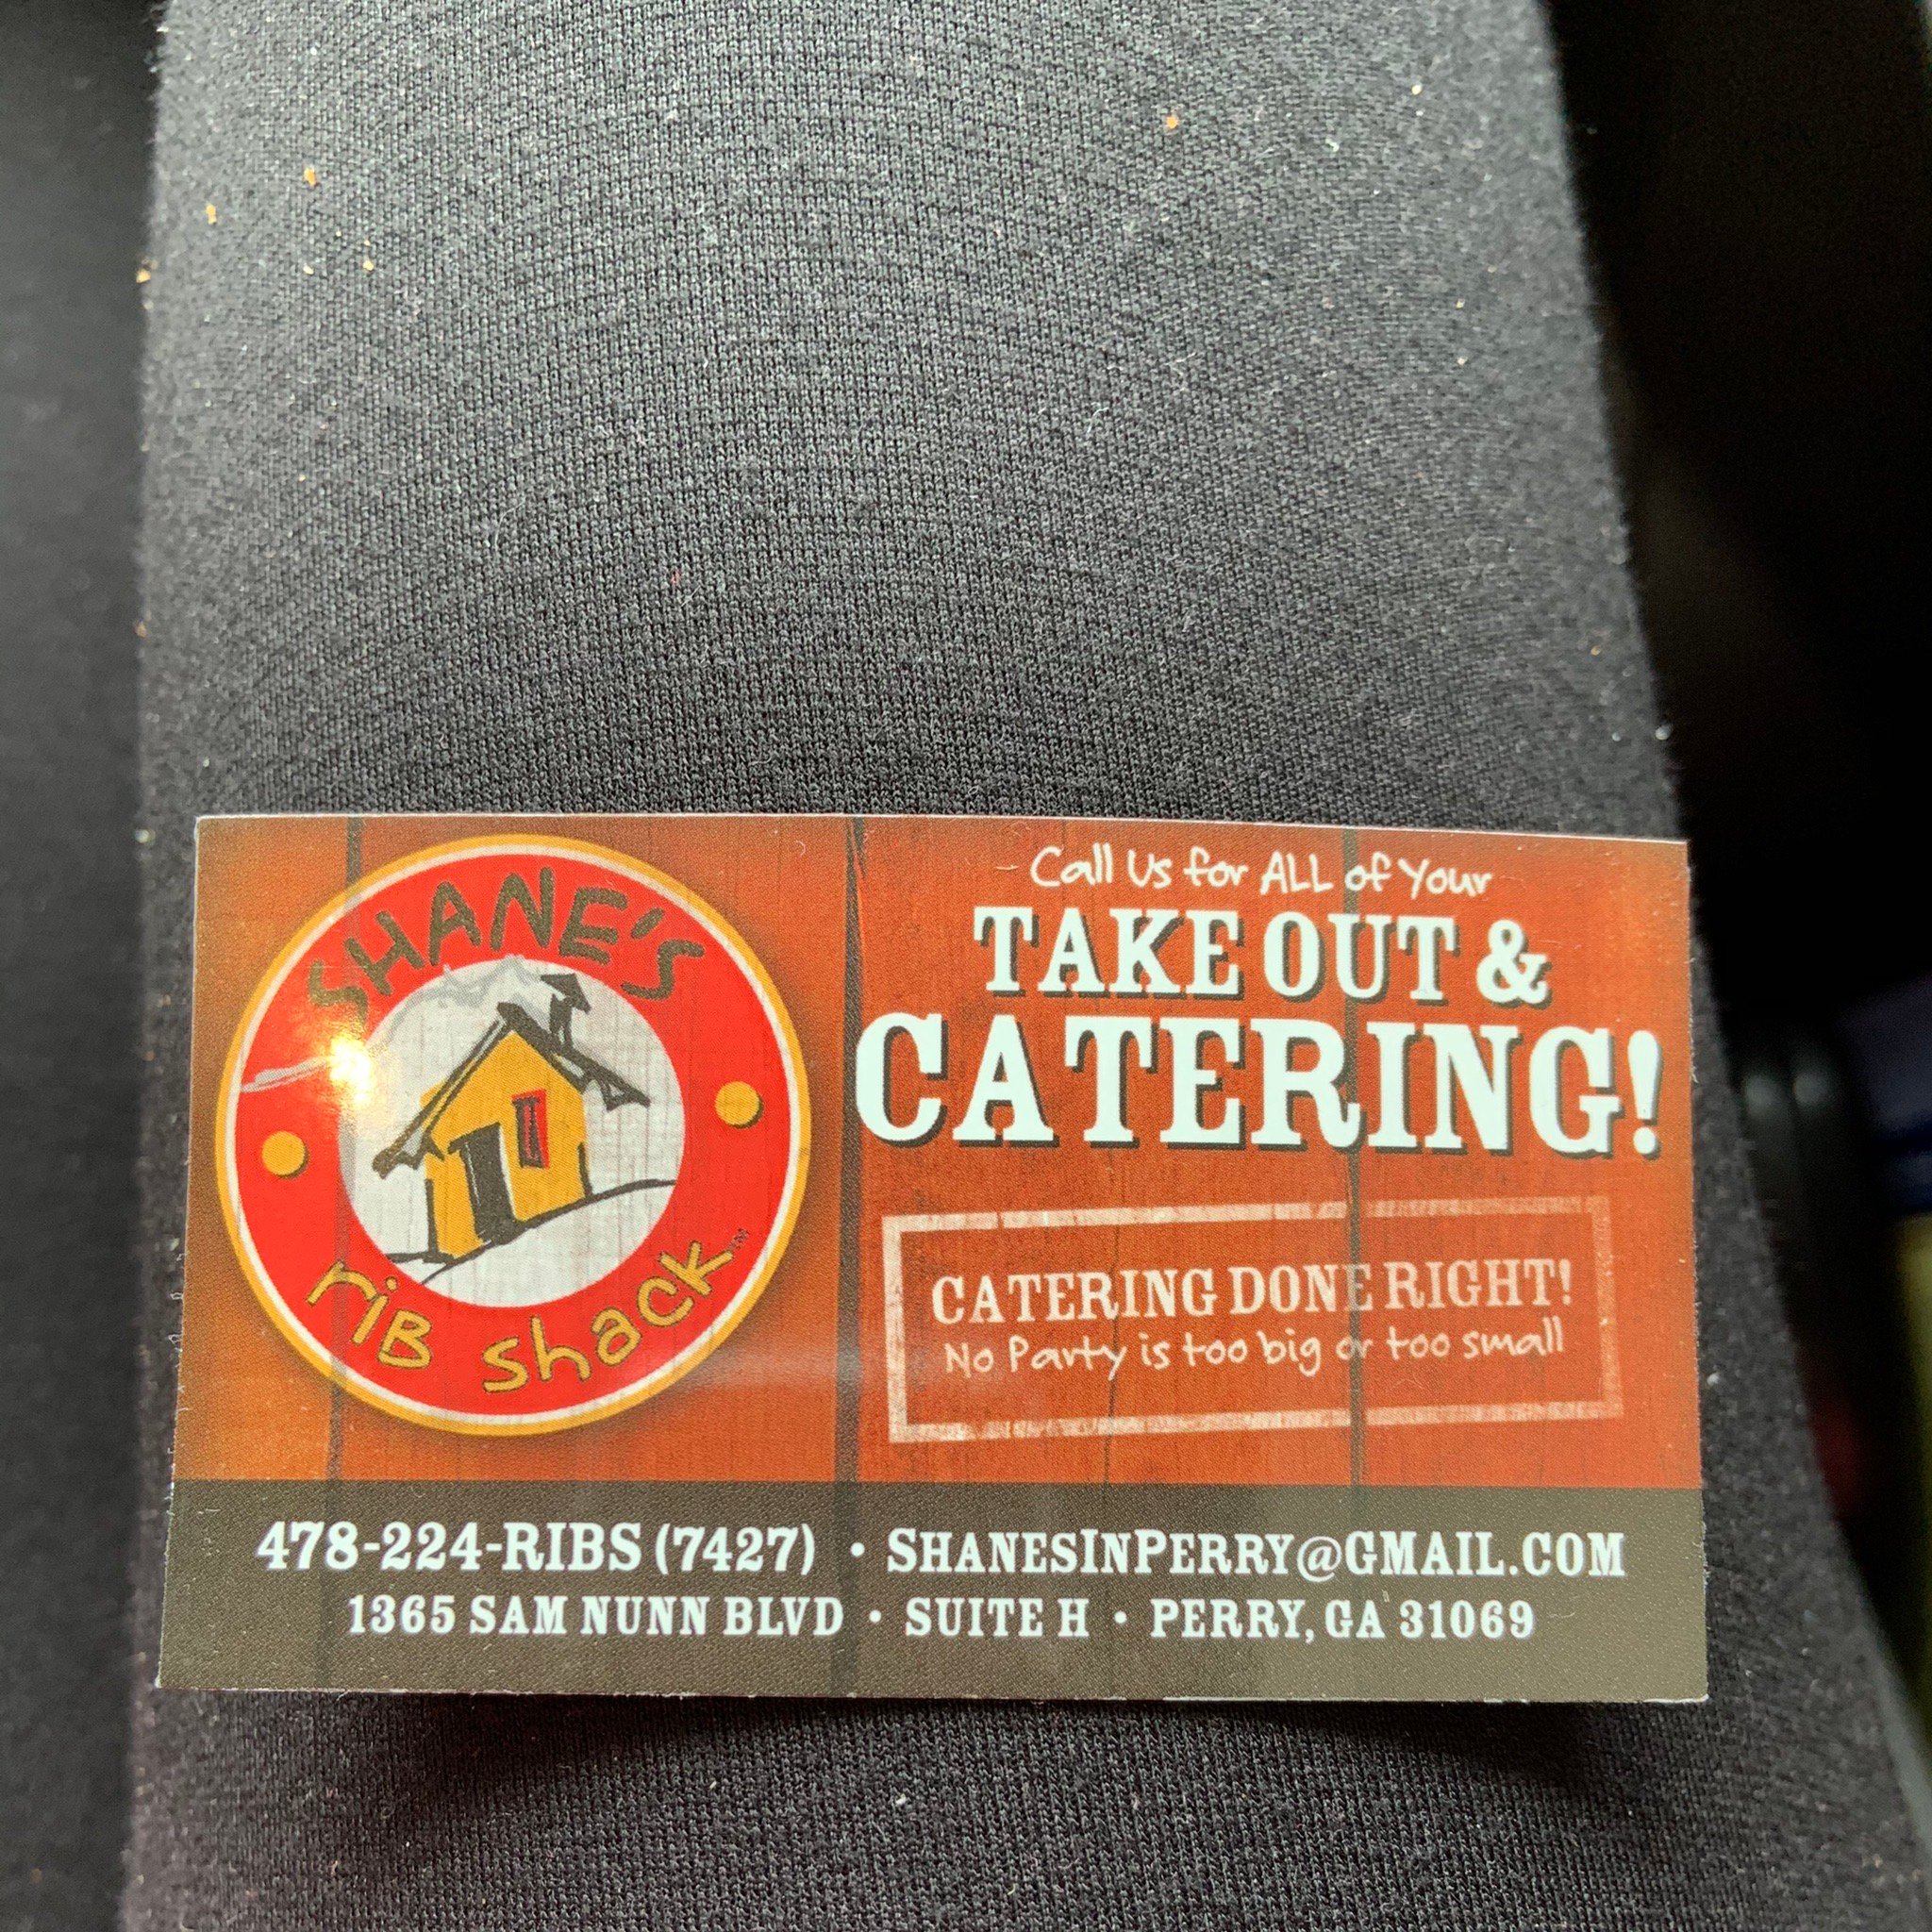 SHANE'S
rib shack™
Call Us for ALL of Your
TAKE OUT &
CATERING!
CATERING DONE RIGHT!
No Party is too big or too small
478-224-RIBS (7427) • SHANESINPERRY@GMAIL.COM
1365 SAM NUNN BLVD • SUITE H • PERRY, GA 31069